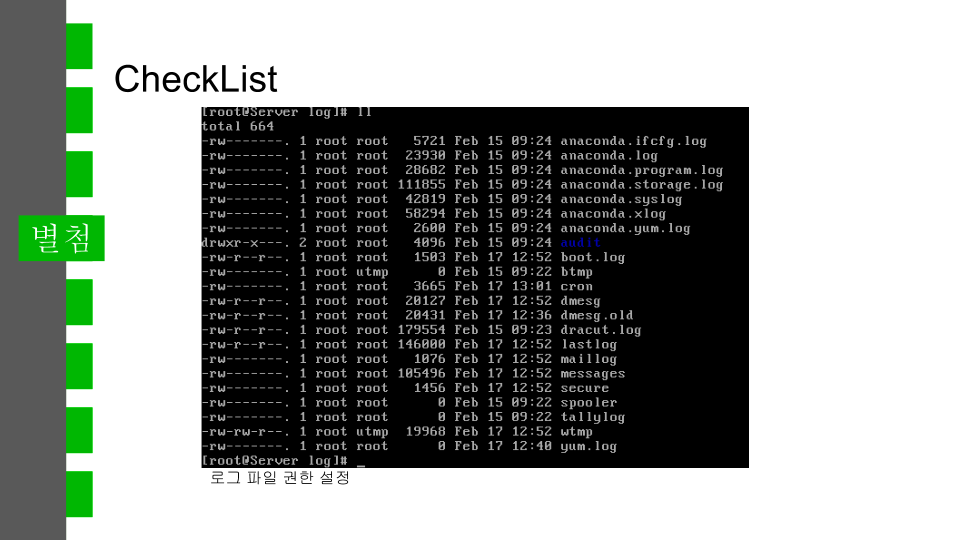 CheckList
[root@Server log]# ll
total 664
-rw-------. 1 root root   5721 Feb 15 09:24 anaconda.ifcfg.log
-rw-------. 1 root root  23930 Feb 15 09:24 anaconda.log
-rw-------. 1 root root  28682 Feb 15 09:24 anaconda.program.log
-rw-------. 1 root root 111855 Feb 15 09:24 anaconda.storage.log
-rw-------. 1 root root  42819 Feb 15 09:24 anaconda.syslog
-rw-------. 1 root root  58294 Feb 15 09:24 anaconda.xlog
-rw-------. 1 root root   2600 Feb 15 09:24 anaconda.yum.log
drwxr-x---. 2 root root   4096 Feb 15 09:24 audit
-rw-r--r--. 1 root root   1503 Feb 17 12:52 boot.log
-rw-------. 1 root utmp      0 Feb 15 09:22 btmp
-rw-------. 1 root root   3665 Feb 17 13:01 cron
-rw-r--r--. 1 root root  20127 Feb 17 12:52 dmesg
-rw-r--r--. 1 root root  20431 Feb 17 12:36 dmesg.old
-rw-r--r--. 1 root root 179554 Feb 15 09:23 dracut.log
-rw-r--r--. 1 root root 146000 Feb 17 12:52 lastlog
-rw-------. 1 root root   1076 Feb 17 12:52 maillog
-rw-------. 1 root root 105496 Feb 17 12:52 messages
-rw-------. 1 root root   1456 Feb 17 12:52 secure
-rw-------. 1 root root      0 Feb 15 09:22 spooler
-rw-------. 1 root root      0 Feb 15 09:22 tallylog
-rw-rw-r--. 1 root utmp  19968 Feb 17 12:52 wtmp
-rw-------. 1 root root      0 Feb 17 12:40 yum.log
[root@Server log]# _
별첨
로그 파일 권한 설정